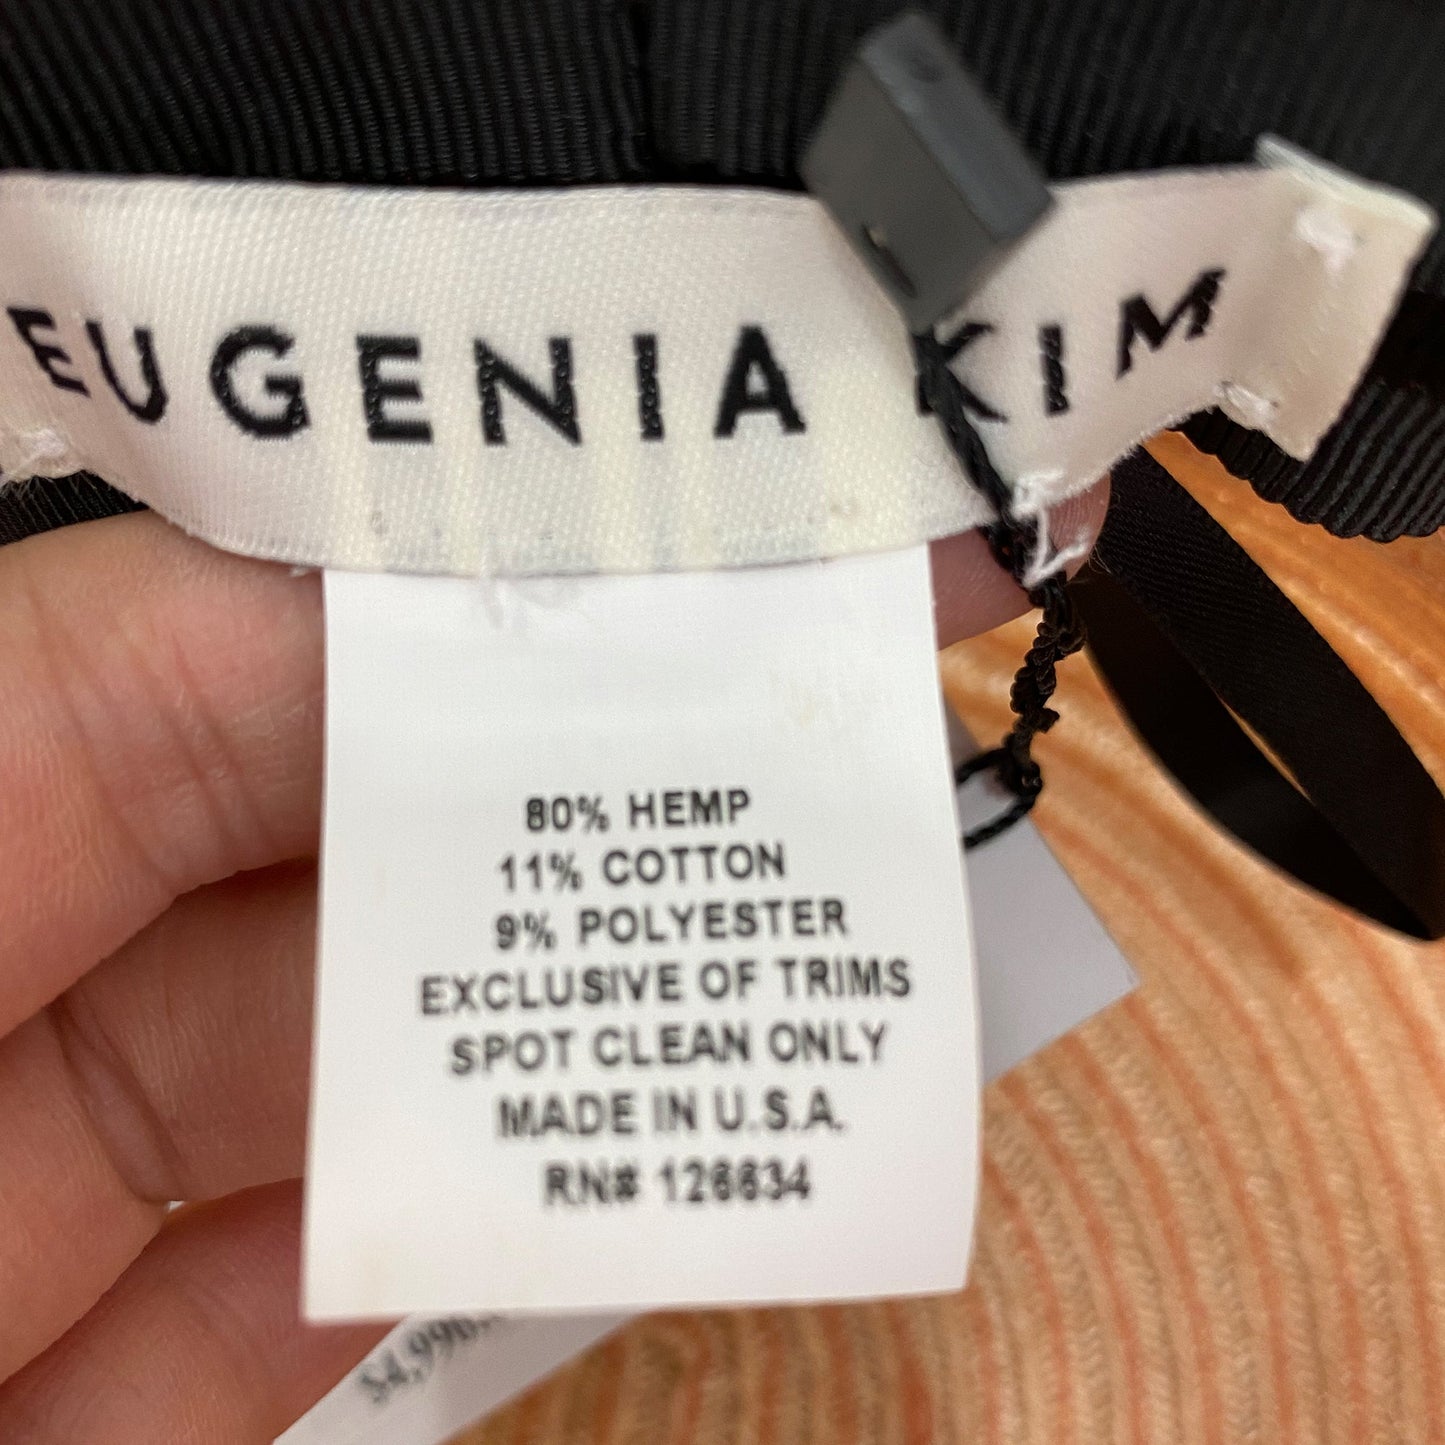 EUGENIA KIM
80% HEMP
11% COTTON
9% POLYESTER
EXCLUSIVE OF TRIMS
SPOT CLEAN ONLY
MADE IN U.S.A.
RN# 126634